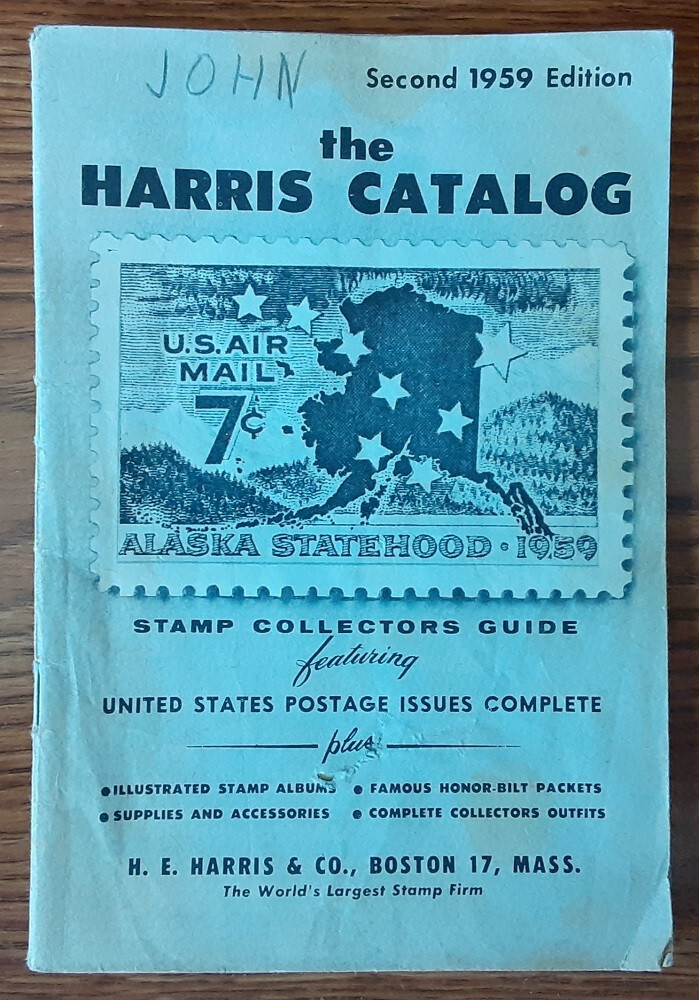 JOHN
Second 1959 Edition
the
HARRIS CATALOG
U.S. AIR
MAIL
7¢
ALASKA STATEHOOD · 1959
STAMP COLLECTORS GUIDE
featuring
UNITED STATES POSTAGE ISSUES COMPLETE
plus
● ILLUSTRATED STAMP ALBUMS ● FAMOUS HONOR-BILT PACKETS
● SUPPLIES AND ACCESSORIES ● COMPLETE COLLECTORS OUTFITS
H. E. HARRIS & CO., BOSTON 17, MASS.
The World's Largest Stamp Firm